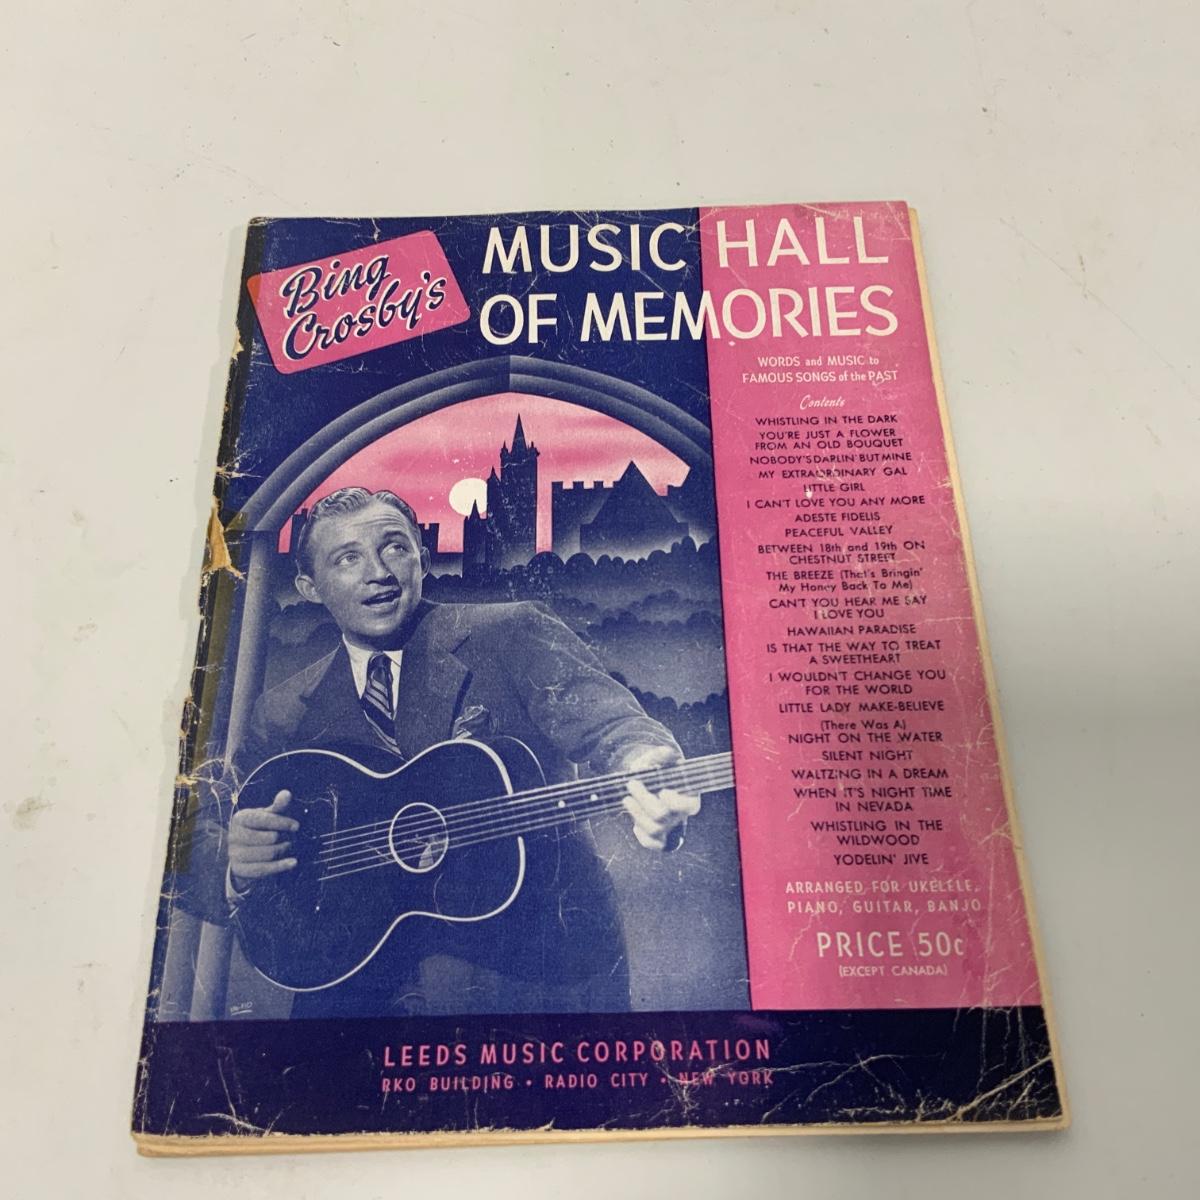 Bing
Crosby's
MUSIC HALL
OF MEMORIES
WORDS and MUSIC to
FAMOUS SONGS of the PAST
Contents
WHISTLING IN THE DARK
YOU'RE JUST A FLOWER
FROM AN OLD BOUQUET
NOBODY'S DARLIN' BUT MINE
MY EXTRAORDINARY GAL
LITTLE GIRL
I CAN'T LOVE YOU ANY MORE
ADESTE FIDELIS
PEACEFUL VALLEY
BETWEEN 18th and 19th ON
CHESTNUT STREET
THE BREEZE (That's Bringin'
My Honey Back To Me)
CAN'T YOU HEAR ME SAY
I LOVE YOU
HAWAIIAN PARADISE
IS THAT THE WAY TO TREAT
A SWEETHEART
I WOULDN'T CHANGE YOU
FOR THE WORLD
LITTLE LADY MAKE-BELIEVE
(There Was A)
NIGHT ON THE WATER
SILENT NIGHT
WALTZING IN A DREAM
WHEN IT'S NIGHT TIME
IN NEVADA
WHISTLING IN THE
WILDWOOD
YODELIN' JIVE
ARRANGED FOR UKELELE,
PIANO, GUITAR, BANJO
PRICE 50c
(EXCEPT CANADA)
LEEDS MUSIC CORPORATION
RKO BUILDING • RADIO CITY • NEW YORK